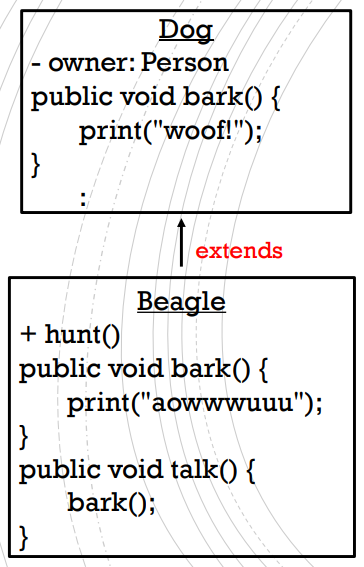 Dog
- owner: Person
public void bark() {
print("woof!");
}
:
extends
Beagle
+ hunt()
public void bark() {
print("aowwwuuu");
}
public void talk() {
bark();
}